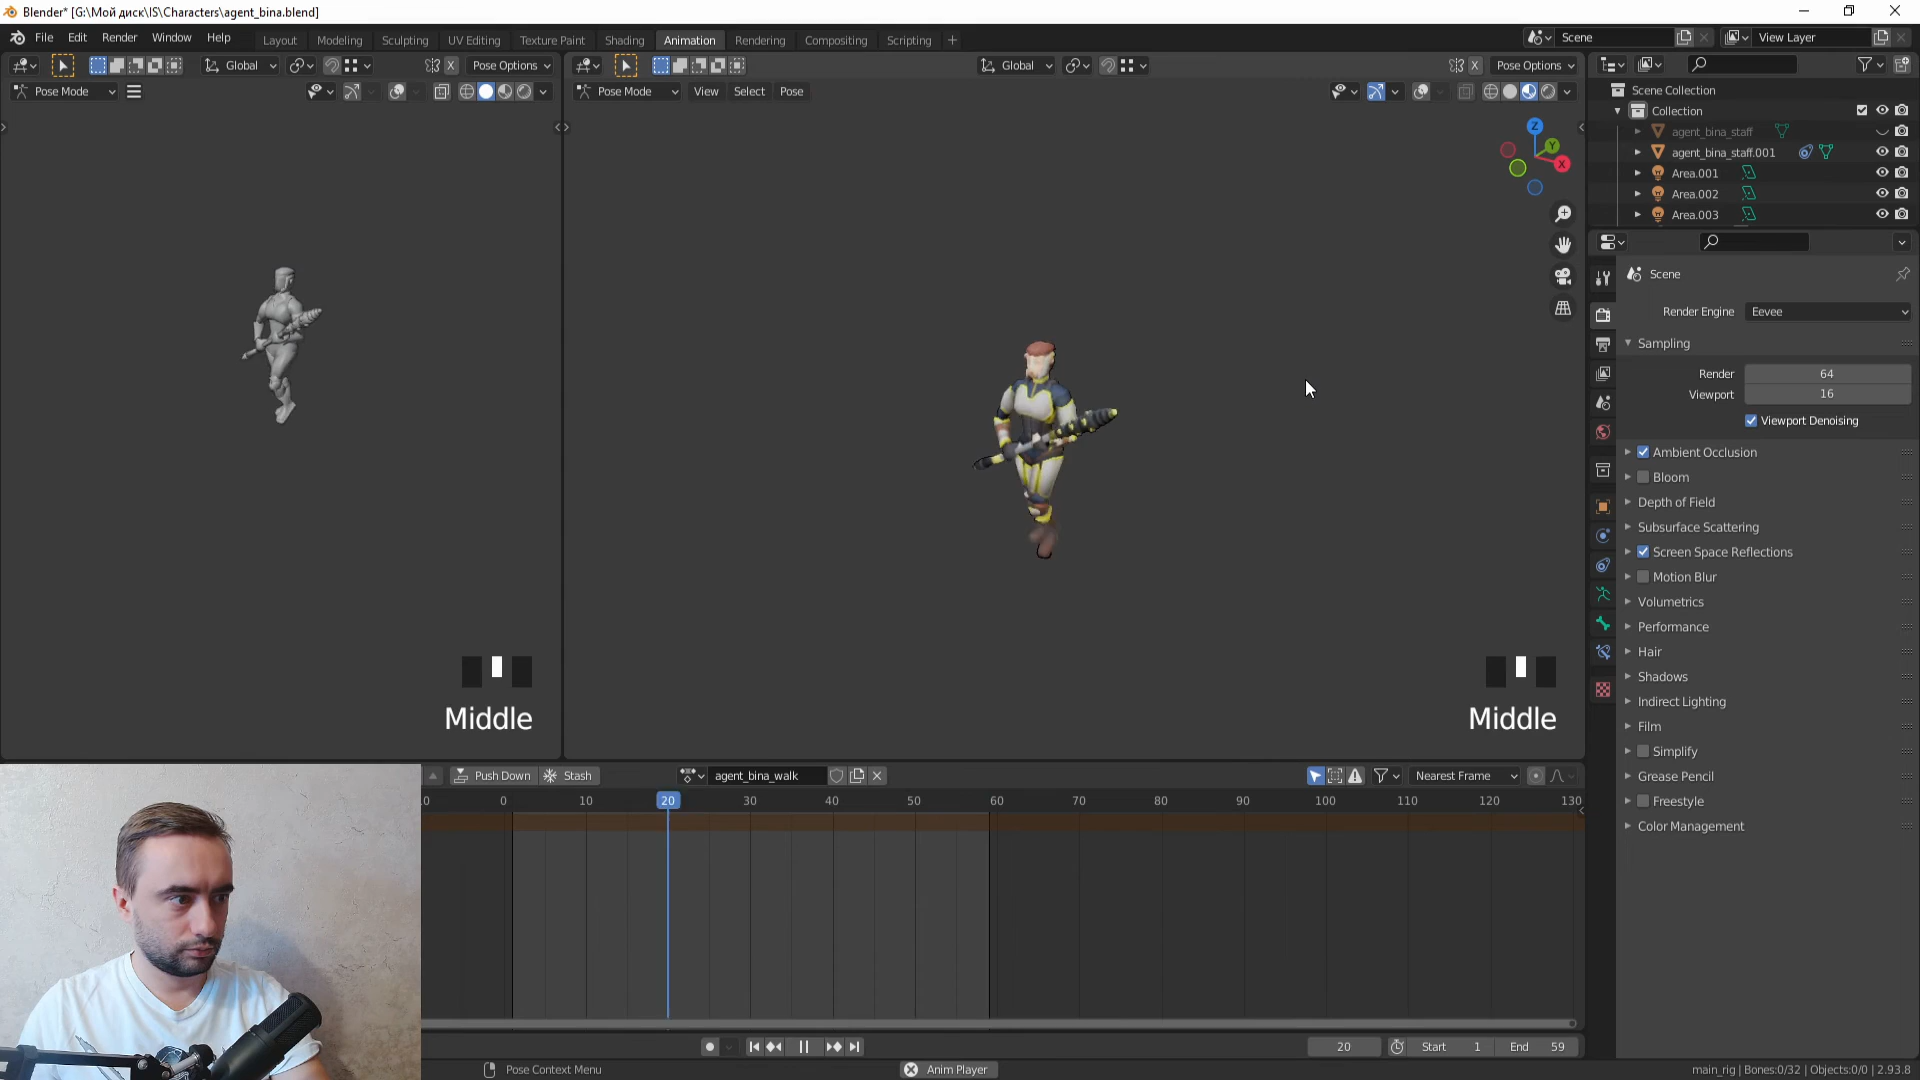 Blender* [G:\Мой диск\IS\Characters\agent_bina.blend]
File Edit Render Window Help
Layout Modeling Sculpting UV Editing Texture Paint Shading Animation Rendering Compositing Scripting +
Scene
View Layer
Global
X
Pose Options
Global
X
Pose Options
Pose Mode
Pose Mode
View Select Pose
Scene Collection
Collection
agent_bina_staff
agent_bina_staff.001
Area.001
Area.002
Area.003
Z
Y
X
Scene
Render Engine Eevee
Sampling
Render 64
Viewport 16
Viewport Denoising
Ambient Occlusion
Bloom
Depth of Field
Subsurface Scattering
Screen Space Reflections
Motion Blur
Volumetrics
Performance
Hair
Shadows
Indirect Lighting
Film
Simplify
Grease Pencil
Freestyle
Color Management
Middle
Middle
Push Down Stash
agent_bina_walk
Nearest Frame
0 0 10 20 30 40 50 60 70 80 90 100 110 120 130
20
Start 1 End 59
Pose Context Menu
Anim Player
main_rig | Bones:0/32 | Objects:0/0 | 2.93.8